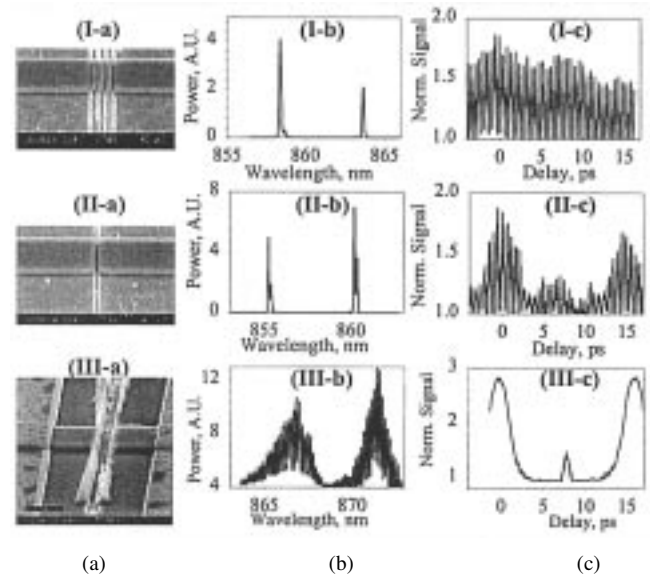 (I-a) (I-b) (I-c)
Power, A.U.
4
2
0
855 860 865
Wavelength, nm
Norm. Signal
2.0
1.5
1.0
0 5 10 15
Delay, ps
(II-a) (II-b) (II-c)
Power, A.U.
8
4
0
855 860
Wavelength, nm
Norm. Signal
2.0
1.5
1.0
0 5 10 15
Delay, ps
(III-a) (III-b) (III-c)
Power, A.U.
12
8
4
865 870
Wavelength, nm
Norm. Signal
3
2
1
0 5 10 15
Delay, ps
(a) (b) (c)